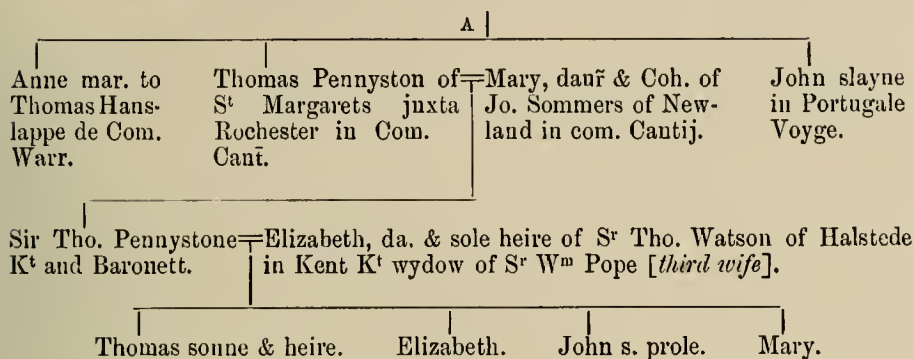 A
Anne mar. to
Thomas Hans-
lappe de Com.
Warr.
Thomas Pennyston of
Sᵗ Margarets juxta
Rochester in Com.
Cant̄.
Mary, daur̃ & Coh. of
Jo. Sommers of New-
land in com. Cantij.
John slayne
in Portugale
Voyge.
Sir Tho. Pennystone
Kᵗ and Baronett.
Elizabeth, da. & sole heire of Sʳ Tho. Watson of Halstede
in Kent Kᵗ wydow of Sʳ Wᵐ Pope [third wife].
Thomas sonne & heire. Elizabeth. John s. prole. Mary.